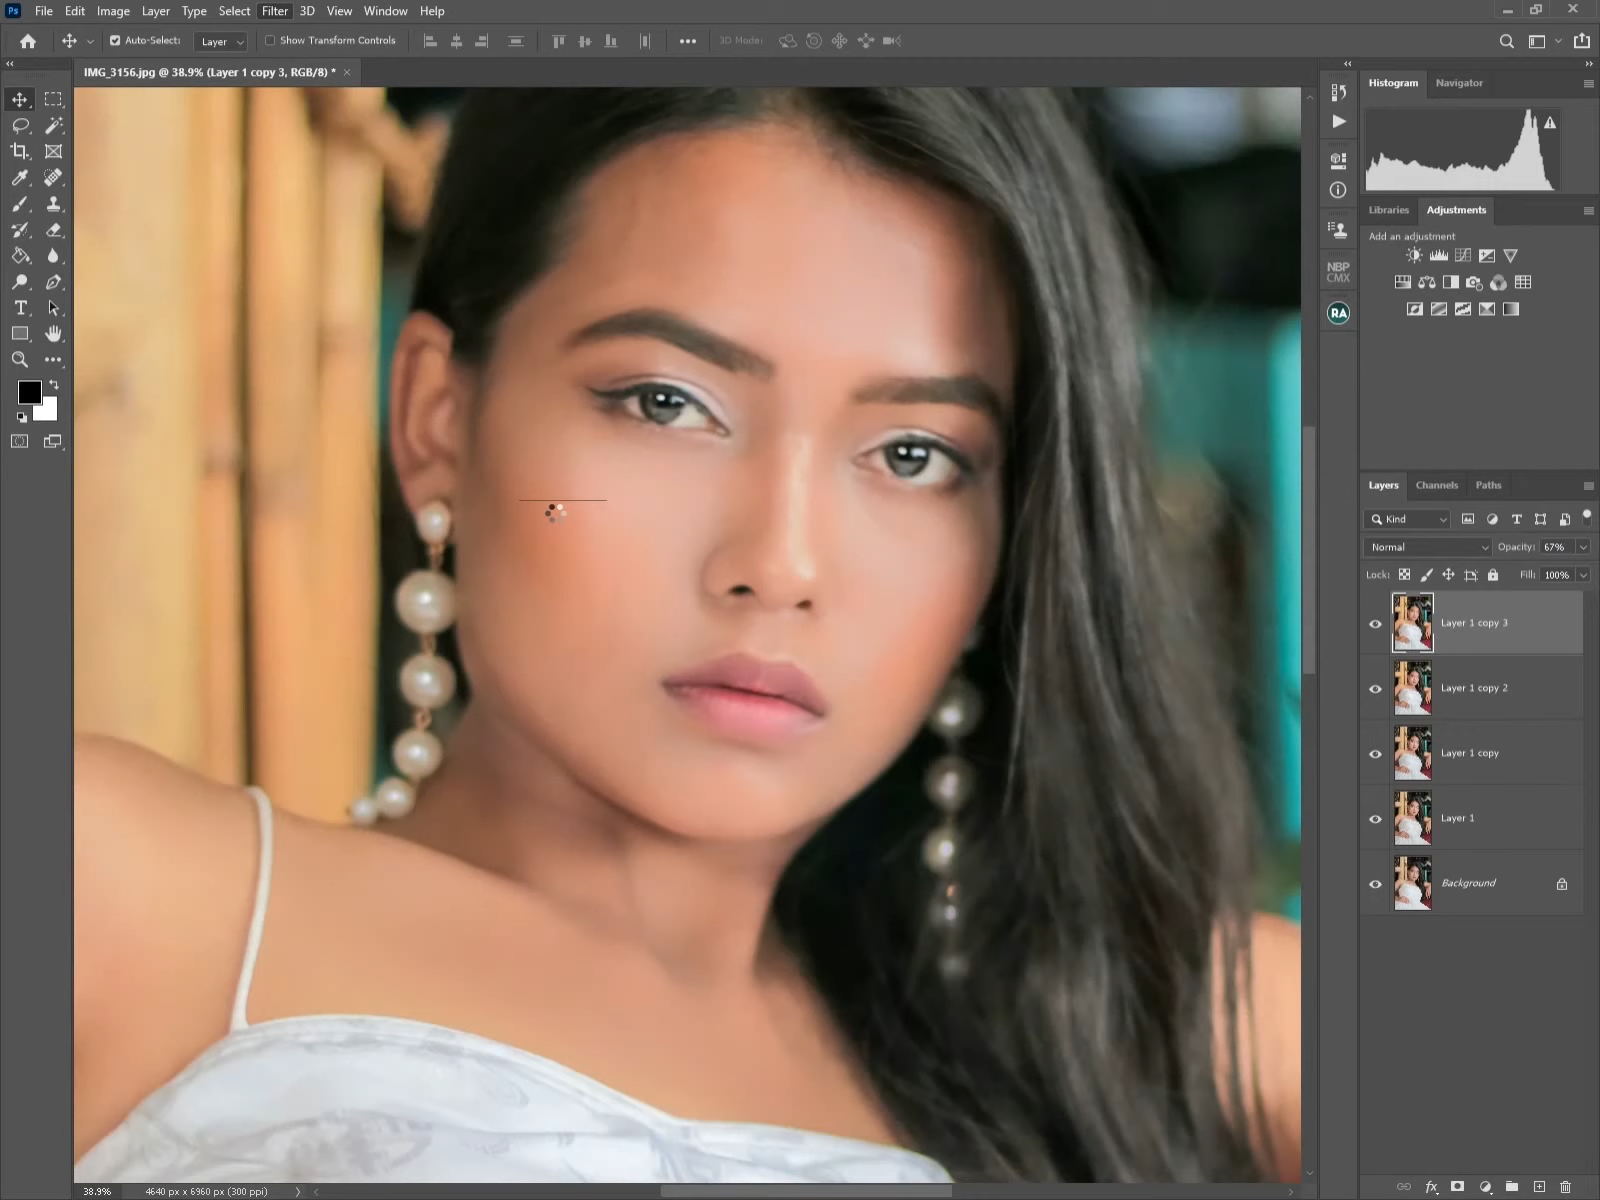 Ps File Edit Image Layer Type Select Filter 3D View Window Help
Auto-Select: Layer Show Transform Controls 3D Mode:
IMG_3156.jpg @ 38.9% (Layer 1 copy 3, RGB/8) *
Histogram Navigator
Libraries Adjustments
Add an adjustment
NBP
CMX
RA
Layers Channels Paths
Kind
Normal Opacity: 67%
Lock: Fill: 100%
Layer 1 copy 3
Layer 1 copy 2
Layer 1 copy
Layer 1
Background
fx
38.9% 4640 px x 6960 px (300 ppi)